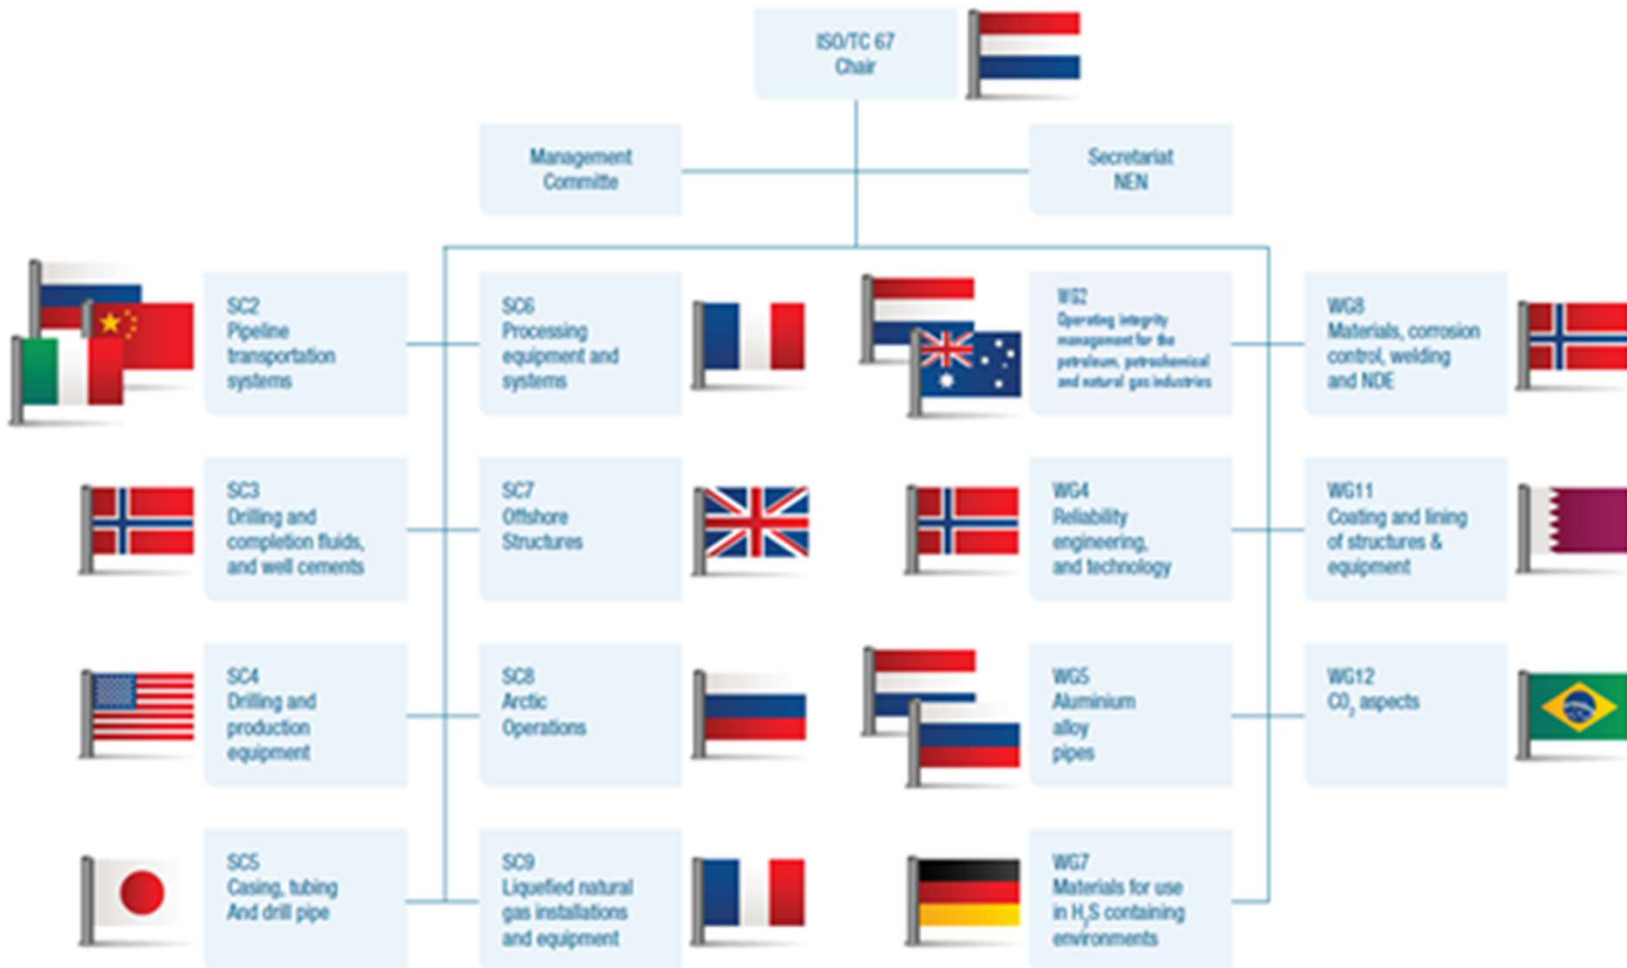 ISO/TC 67
Chair
Management
Committe
Secretariat
NEN
SC2
Pipeline
transportation
systems
SC6
Processing
equipment and
systems
WG2
Operating integrity
management for the
petroleum, petrochemical
and natural gas industries
WG8
Materials, corrosion
control, welding
and NDE
SC3
Drilling and
completion fluids,
and well cements
SC7
Offshore
Structures
WG4
Reliability
engineering,
and technology
WG11
Coating and lining
of structures &
equipment
SC4
Drilling and
production
equipment
SC8
Arctic
Operations
WG5
Aluminium
alloy
pipes
WG12
CO₂ aspects
SC5
Casing, tubing
And drill pipe
SC9
Liquefied natural
gas installations
and equipment
WG7
Materials for use
in H₂S containing
environments